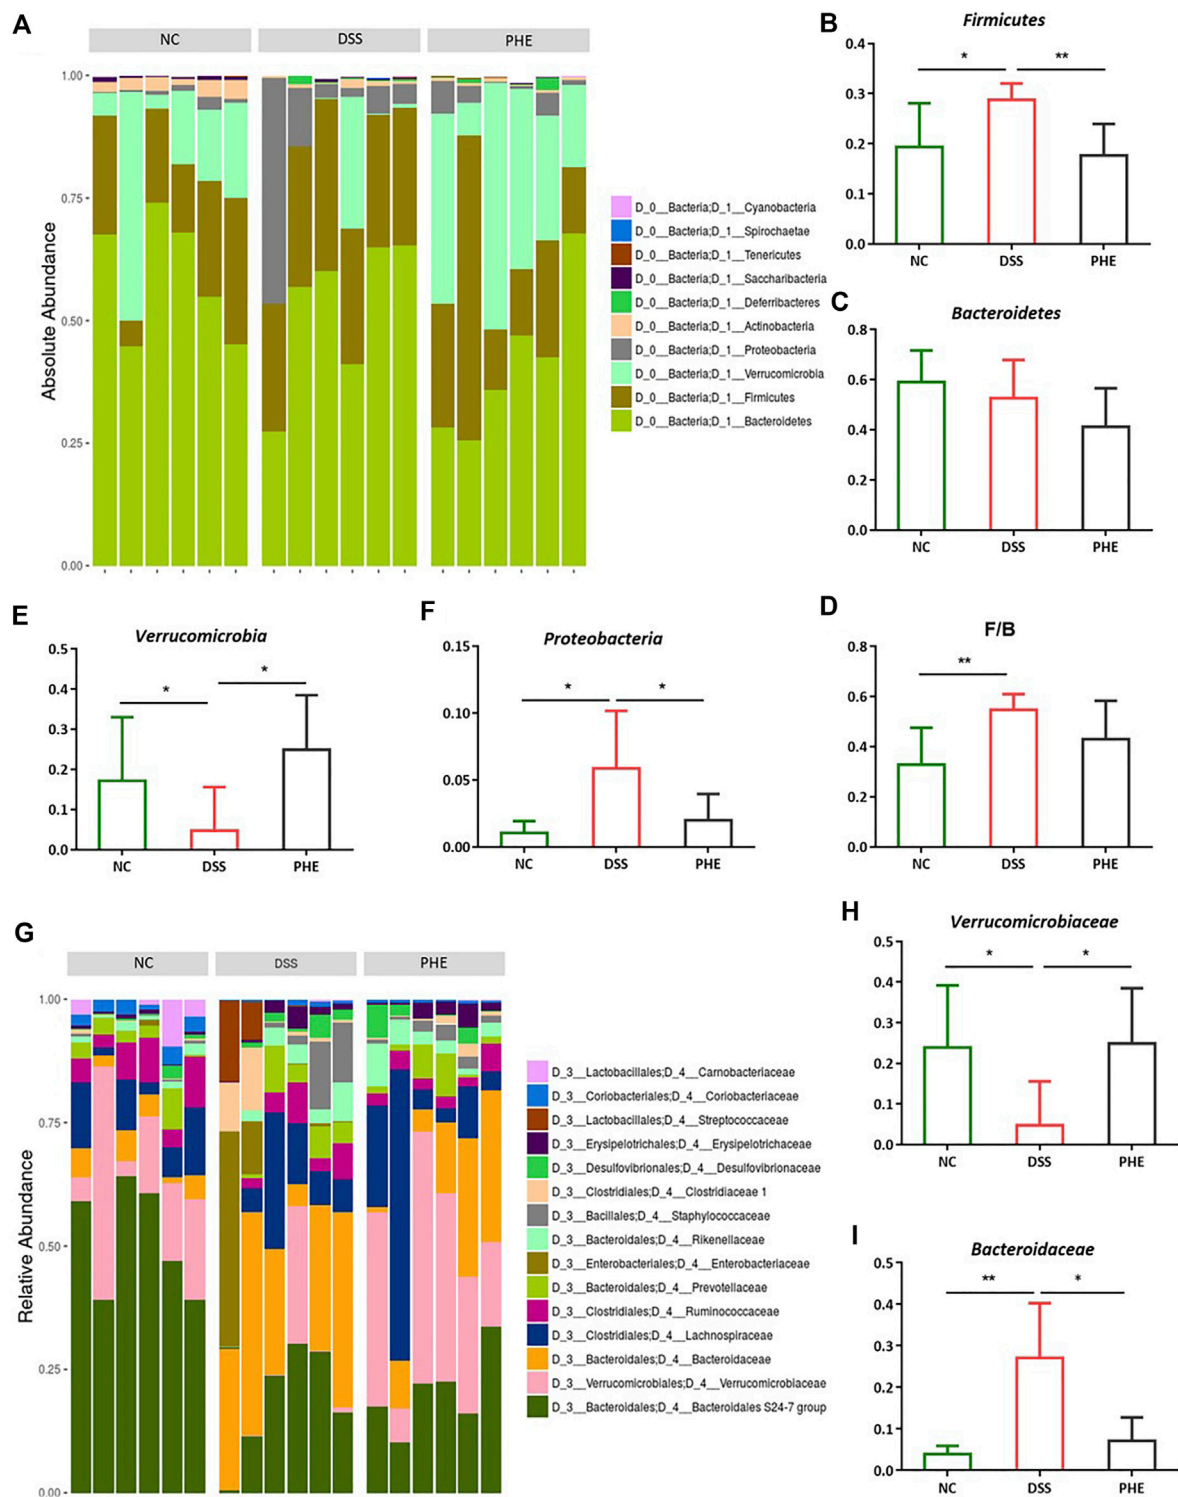 A
NC
DSS
PHE
1.00
0.75
0.50
0.25
0.00
Absolute Abundance
D_0__Bacteria;D_1__Cyanobacteria
D_0__Bacteria;D_1__Spirochaetae
D_0__Bacteria;D_1__Tenericutes
D_0__Bacteria;D_1__Saccharibacteria
D_0__Bacteria;D_1__Deferribacteres
D_0__Bacteria;D_1__Actinobacteria
D_0__Bacteria;D_1__Proteobacteria
D_0__Bacteria;D_1__Verrucomicrobia
D_0__Bacteria;D_1__Firmicutes
D_0__Bacteria;D_1__Bacteroidetes
B
Firmicutes
0.4
0.3
0.2
0.1
0.0
* **
NC DSS PHE
C
Bacteroidetes
0.8
0.6
0.4
0.2
0.0
NC DSS PHE
E
Verrucomicrobia
0.5
0.4
0.3
0.2
0.1
0.0
* *
NC DSS PHE
F
Proteobacteria
0.15
0.10
0.05
0.00
* *
NC DSS PHE
D
F/B
0.8
0.6
0.4
0.2
0.0
**
NC DSS PHE
G
NC
DSS
PHE
1.00
0.75
0.50
0.25
0.00
Relative Abundance
D_3__Lactobacillales;D_4__Carnobacteriaceae
D_3__Coriobacteriales;D_4__Coriobacteriaceae
D_3__Lactobacillales;D_4__Streptococcaceae
D_3__Erysipelotrichales;D_4__Erysipelotrichaceae
D_3__Desulfovibrionales;D_4__Desulfovibrionaceae
D_3__Clostridiales;D_4__Clostridiaceae 1
D_3__Bacillales;D_4__Staphylococcaceae
D_3__Bacteroidales;D_4__Rikenellaceae
D_3__Enterobacteriales;D_4__Enterobacteriaceae
D_3__Bacteroidales;D_4__Prevotellaceae
D_3__Clostridiales;D_4__Ruminococcaceae
D_3__Clostridiales;D_4__Lachnospiraceae
D_3__Bacteroidales;D_4__Bacteroidaceae
D_3__Verrucomicrobiales;D_4__Verrucomicrobiaceae
D_3__Bacteroidales;D_4__Bacteroidales S24-7 group
H
Verrucomicrobiaceae
0.5
0.4
0.3
0.2
0.1
0.0
* *
NC DSS PHE
I
Bacteroidaceae
0.5
0.4
0.3
0.2
0.1
0.0
** *
NC DSS PHE